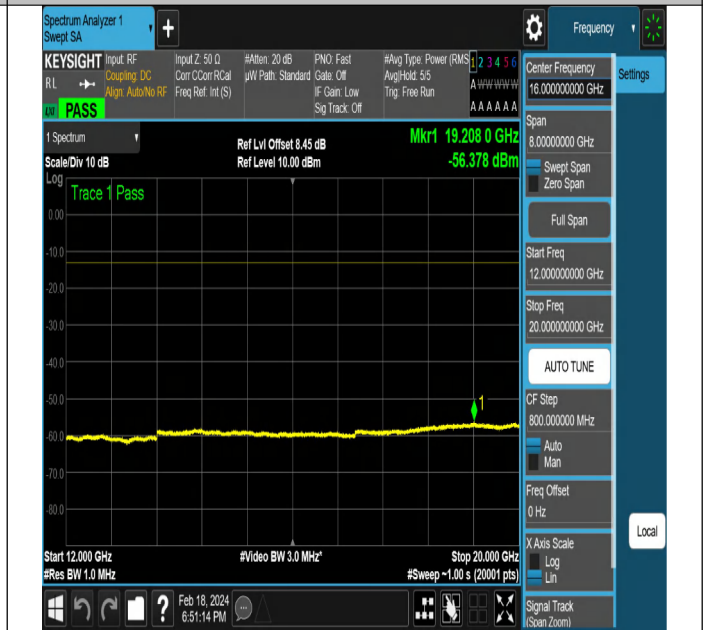 Spectrum Analyzer 1
Swept SA
+
Frequency
KEYSIGHT
RL
PASS
Input: RF
Coupling: DC
Align: Auto/No RF
Input Z: 50 Ω
Corr CCorr RCal
Freq Ref: Int (S)
#Atten: 20 dB
µW Path: Standard
PNO: Fast
Gate: Off
IF Gain: Low
Sig Track: Off
#Avg Type: Power (RMS
Avg|Hold: 5/5
Trig: Free Run
1 2 3 4 5 6
A W W W W W
A A A A A A
1 Spectrum
Scale/Div 10 dB
Ref Lvl Offset 8.45 dB
Ref Level 10.00 dBm
Mkr1 19.208 0 GHz
-56.378 dBm
Log
Trace 1 Pass
0.00
-10.0
-20.0
-30.0
-40.0
-50.0
-60.0
-70.0
-80.0
1
Start 12.000 GHz
#Res BW 1.0 MHz
#Video BW 3.0 MHz*
Stop 20.000 GHz
#Sweep ~1.00 s (20001 pts)
Center Frequency
16.000000000 GHz
Settings
Span
8.00000000 GHz
Swept Span
Zero Span
Full Span
Start Freq
12.000000000 GHz
Stop Freq
20.000000000 GHz
AUTO TUNE
CF Step
800.000000 MHz
Auto
Man
Freq Offset
0 Hz
X Axis Scale
Log
Lin
Local
Signal Track
(Span Zoom)
?
Feb 18, 2024
6:51:14 PM